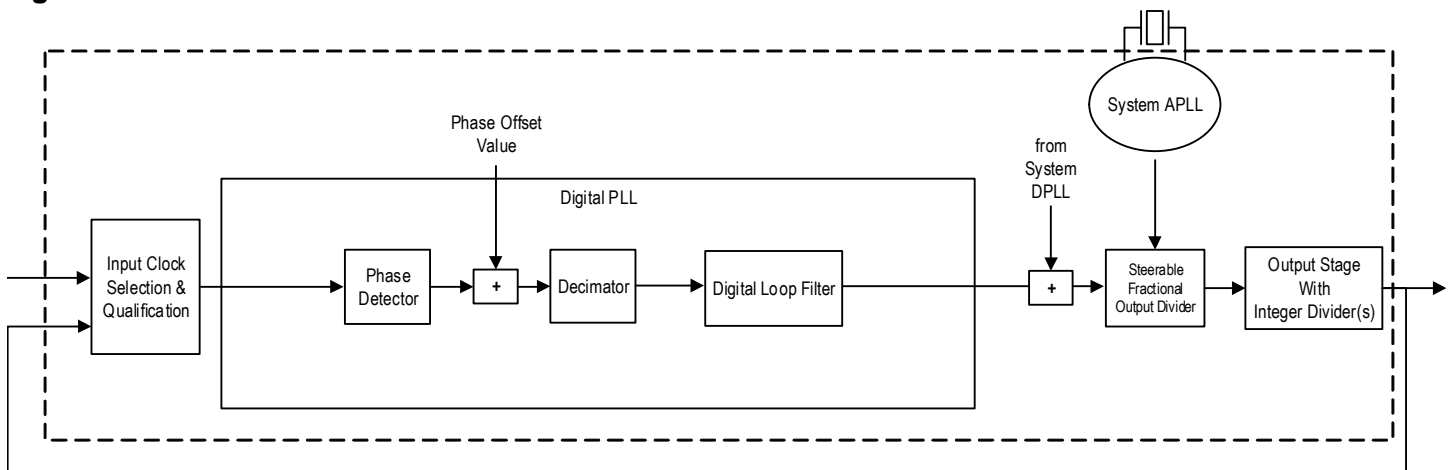 System APLL
Phase Offset
Value
from
System
DPLL
Digital PLL
Input Clock
Selection &
Qualification
Phase
Detector
+
Decimator
Digital Loop Filter
+
Steerable
Fractional
Output Divider
Output Stage
With
Integer Divider(s)